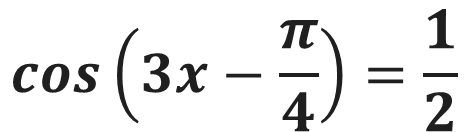 cos(3x − π/4) = 1/2